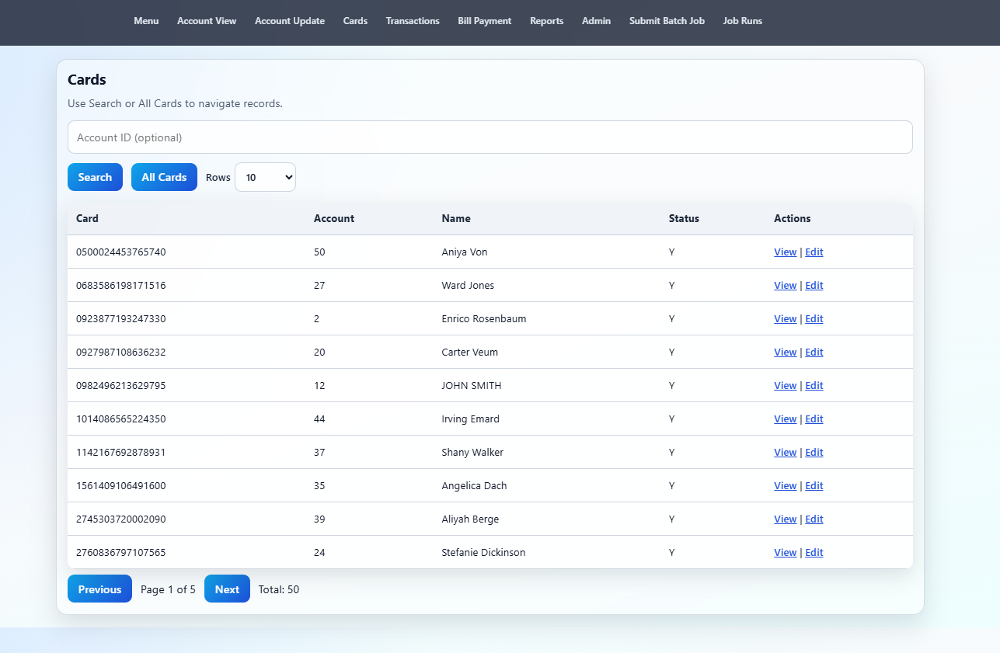 Menu Account View Account Update Cards Transactions Bill Payment Reports Admin Submit Batch Job Job Runs
Cards
Use Search or All Cards to navigate records.
Account ID (optional)
Search All Cards Rows 10
Card Account Name Status Actions
0500024453765740 50 Aniya Von Y View | Edit
0683586198171516 27 Ward Jones Y View | Edit
0923877193247330 2 Enrico Rosenbaum Y View | Edit
0927987108636232 20 Carter Veum Y View | Edit
0982496213629795 12 JOHN SMITH Y View | Edit
1014086565224350 44 Irving Emard Y View | Edit
1142167692878931 37 Shany Walker Y View | Edit
1561409106491600 35 Angelica Dach Y View | Edit
2745303720002090 39 Aliyah Berge Y View | Edit
2760836797107565 24 Stefanie Dickinson Y View | Edit
Previous Page 1 of 5 Next Total: 50